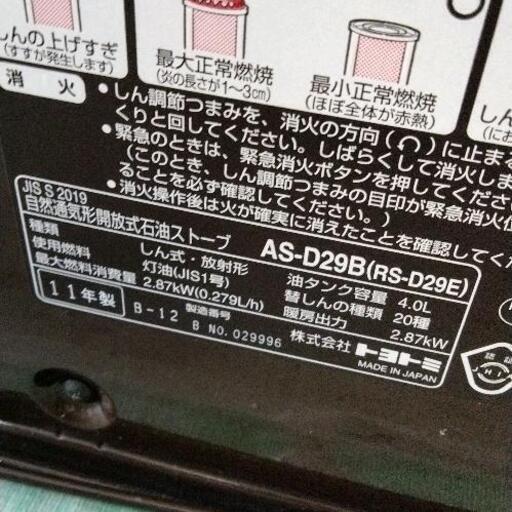 しんの上げすぎ
(すすが発生します)
最大正常燃焼
(炎の長さが1〜3cm)
最小正常燃焼
(ほぼ全体が赤熱)
消火
●しん調節つまみを、消火の方向(
)に止まる
くりと回してください。しばらくして消火しま
●緊急のときは、緊急消火ボタンを押してくださ
(このとき、しん調節つまみの目印が緊急消火位
ることを必ず確認してください。)
●消火操作後は火が確実に消えたことを確認してくだ
JIS S 2019
自然通気形開放式石油ストーブ AS-D29B(RS-D29E)
種類 しん式・放射形 油タンク容量 4.0L
使用燃料 灯油(JIS1号) 替しんの種類 20種
最大燃料消費量 2.87kW(0.279L/h) 暖房出力 2.87kW
11年製 B-12 製造番号 B NO. 029996 株式会社 トヨトミ
MADE IN JAPAN